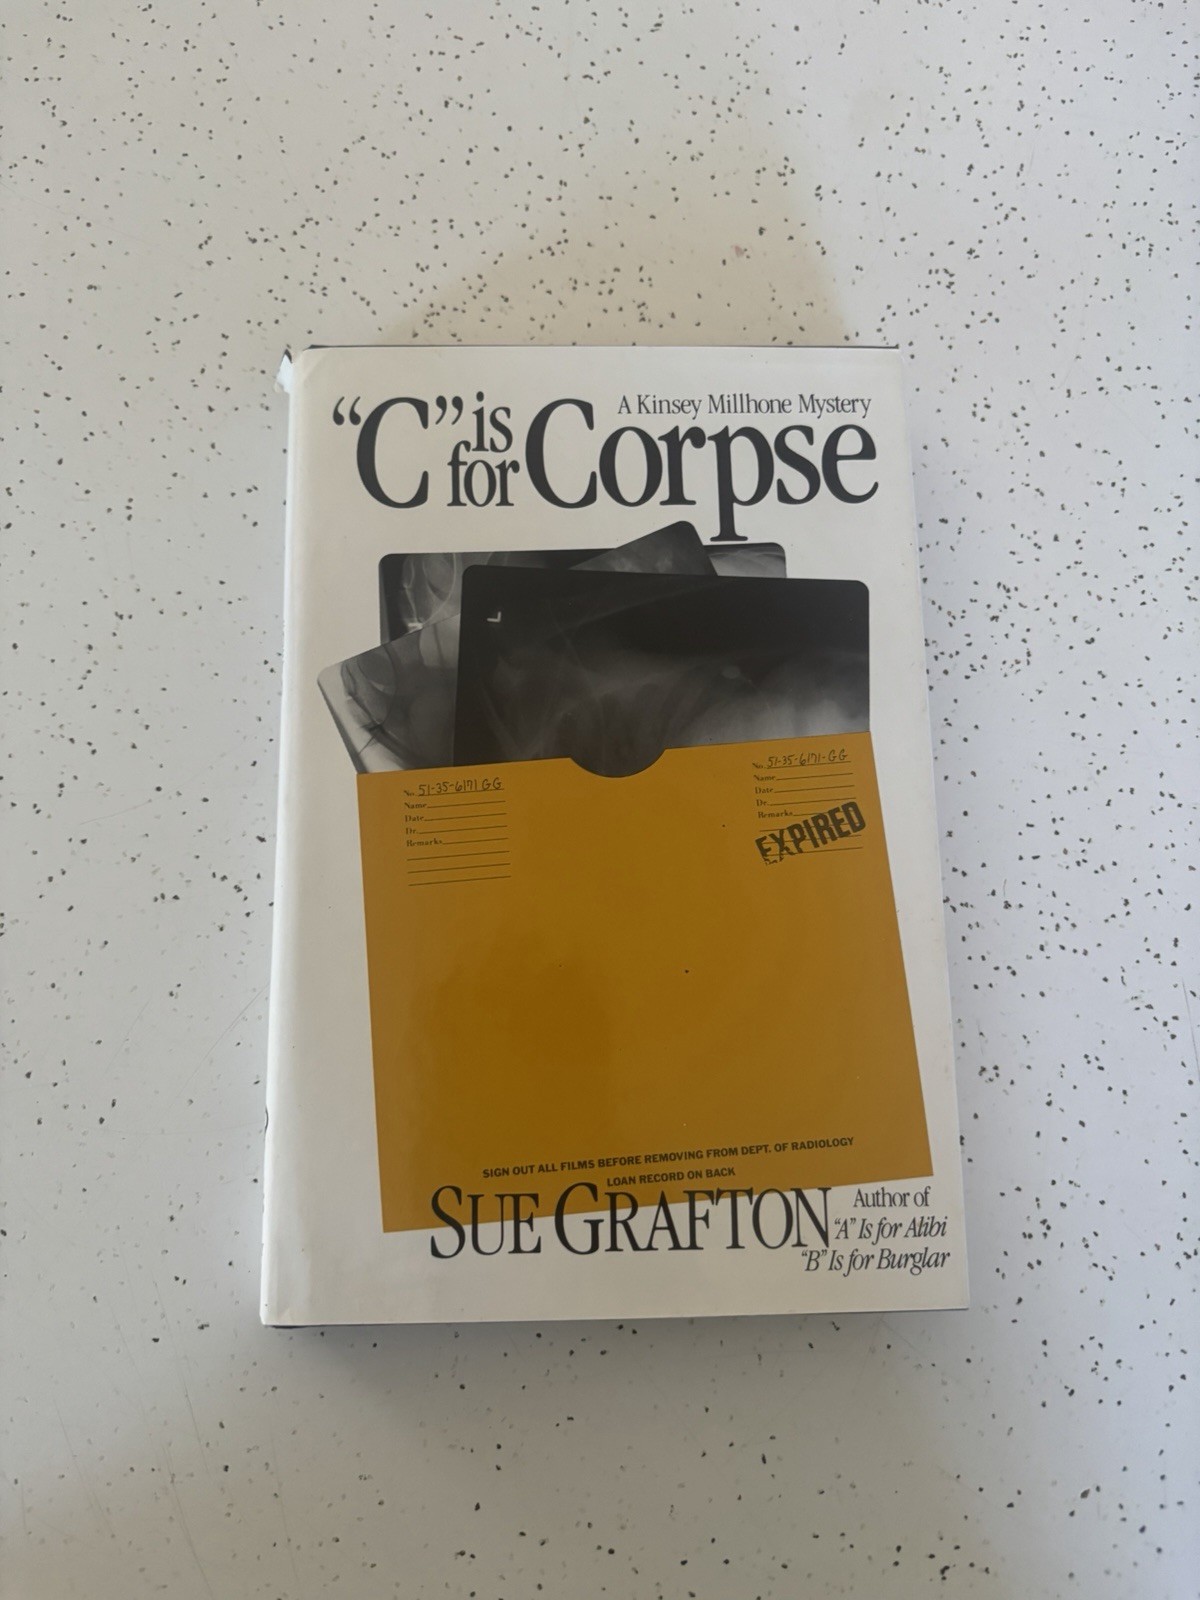 A Kinsey Millhone Mystery
“C” is for Corpse
L
No. 51-35-6171 GG
Name
Date
Dr.
Remarks
No. 51-35-6171-GG
Name
Date
Dr.
Remarks
EXPIRED
SIGN OUT ALL FILMS BEFORE REMOVING FROM DEPT. OF RADIOLOGY
LOAN RECORD ON BACK
SUE GRAFTON
Author of
“A” Is for Alibi
“B” Is for Burglar